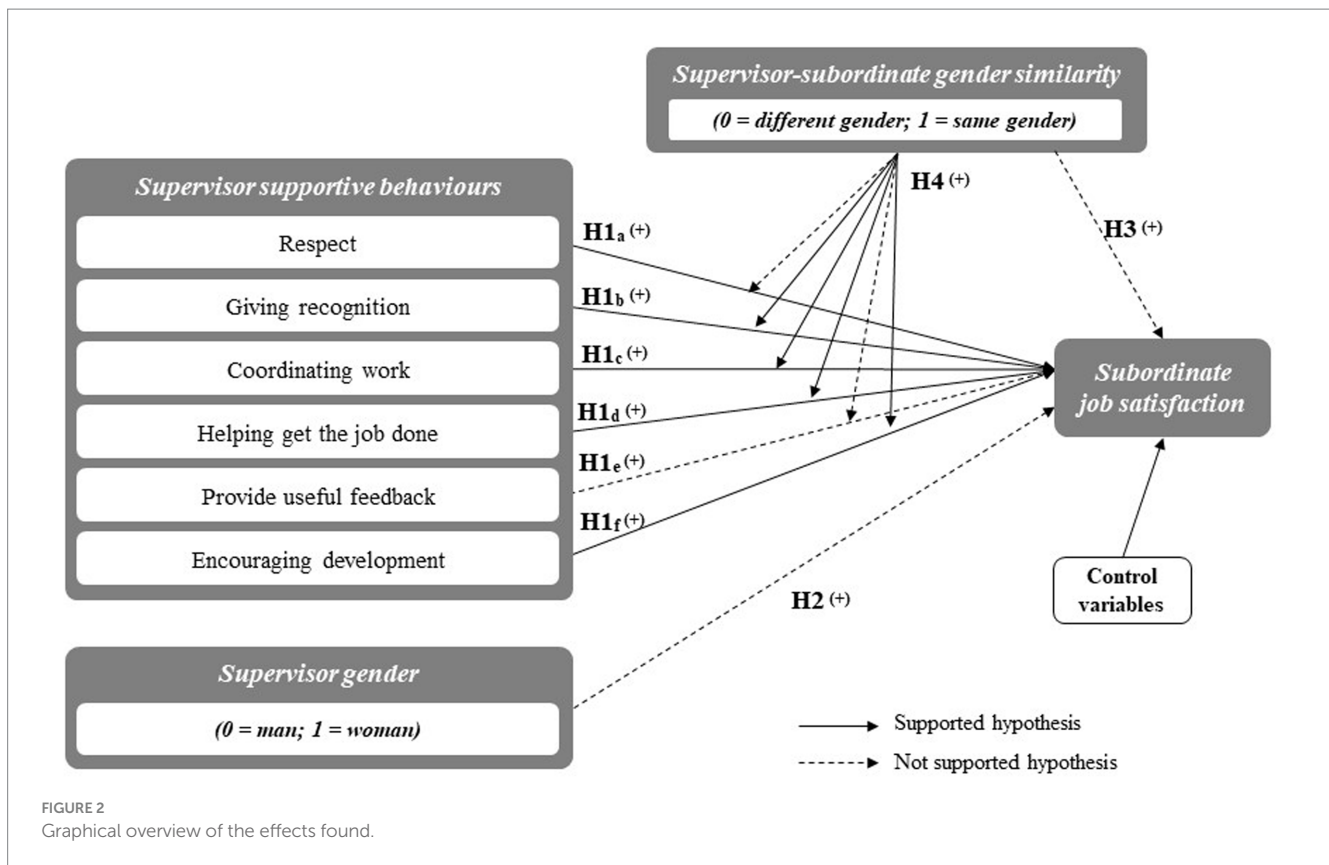 Supervisor-subordinate gender similarity
(0 = different gender; 1 = same gender)
Supervisor supportive behaviours
Respect
Giving recognition
Coordinating work
Helping get the job done
Provide useful feedback
Encouraging development
H1a (+)
H1b (+)
H1c (+)
H1d (+)
H1e (+)
H1f (+)
H4 (+)
H3 (+)
Subordinate
job satisfaction
Control
variables
H2 (+)
Supervisor gender
(0 = man; 1 = woman)
Supported hypothesis
Not supported hypothesis
FIGURE 2
Graphical overview of the effects found.